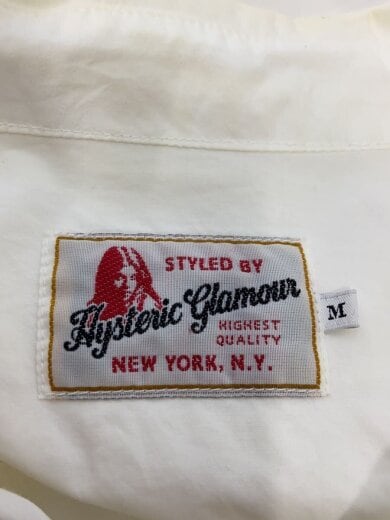 STYLED BY
Hysteric Glamour
HIGHEST
QUALITY
NEW YORK, N.Y.
M